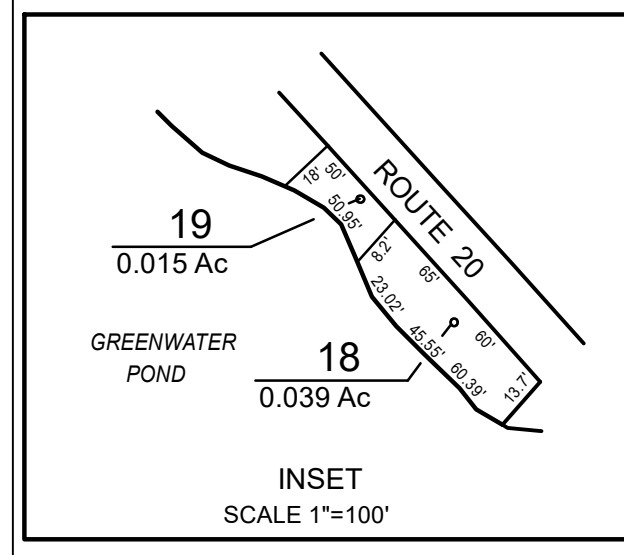 ROUTE 20
18'
50'
50.95'
19
0.015 Ac
8.2'
65'
23.02'
60'
45.55'
60.39'
13.7'
GREENWATER
POND
18
0.039 Ac
INSET
SCALE 1"=100'